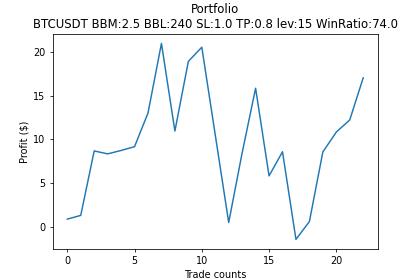 Portfolio
BTCUSDT BBM:2.5 BBL:240 SL:1.0 TP:0.8 lev:15 WinRatio:74.0
20
15
10
5
0
Profit ($)
0 5 10 15 20
Trade counts